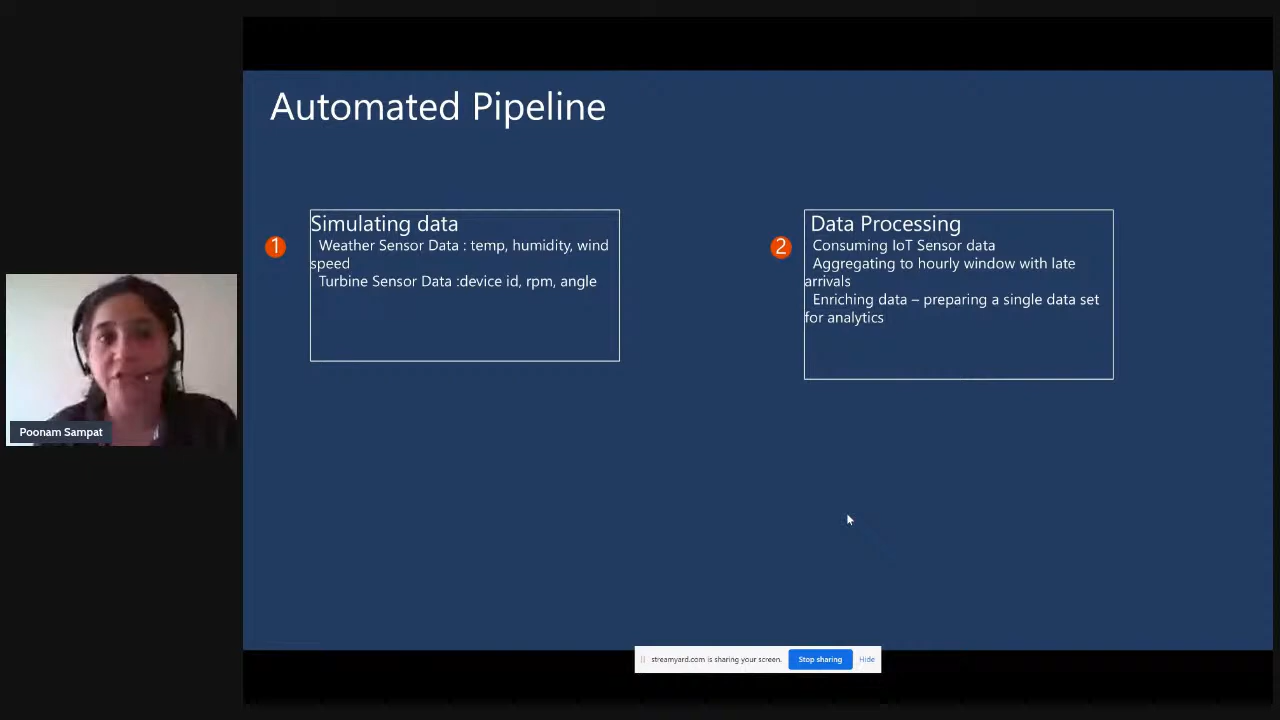 Automated Pipeline
1
Simulating data
Weather Sensor Data : temp, humidity, wind
speed
Turbine Sensor Data :device id, rpm, angle
2
Data Processing
Consuming IoT Sensor data
Aggregating to hourly window with late
arrivals
Enriching data – preparing a single data set
for analytics
Poonam Sampat
streamyard.com is sharing your screen.
Stop sharing
Hide